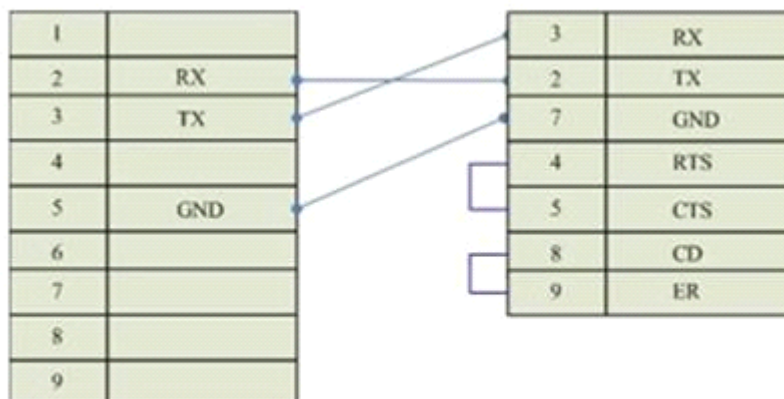 1
2 RX
3 TX
4
5 GND
6
7
8
9
3 RX
2 TX
7 GND
4 RTS
5 CTS
8 CD
9 ER